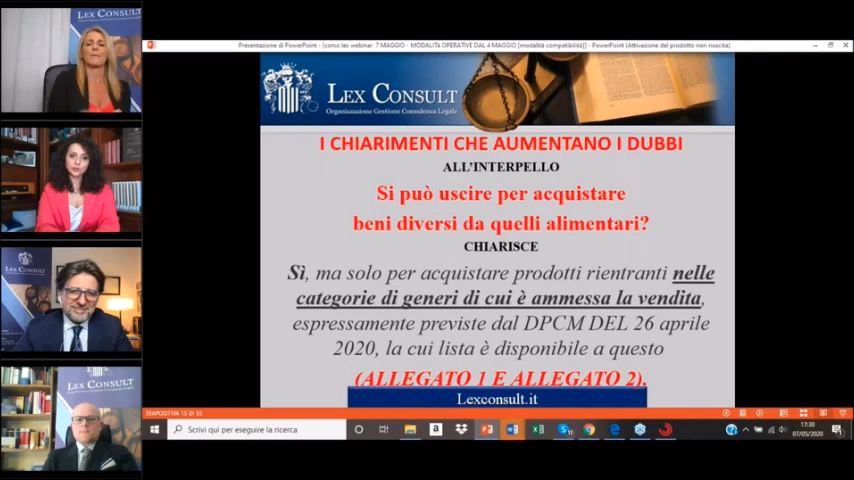 LEX CONSULT
LEX CONSULT
LEX CONSULT
Presentazione di PowerPoint - [corso lex webinar 7 MAGGIO - MODALITà OPERATIVE DAL 4 MAGGIO [modalità compatibilità]] - PowerPoint (Attivazione del prodotto non riuscita)
LEX CONSULT
Organizzazione Gestione Consulenza Legale
I CHIARIMENTI CHE AUMENTANO I DUBBI
ALL'INTERPELLO
Si può uscire per acquistare
beni diversi da quelli alimentari?
CHIARISCE
Sì, ma solo per acquistare prodotti rientranti nelle
categorie di generi di cui è ammessa la vendita,
espressamente previste dal DPCM DEL 26 aprile
2020, la cui lista è disponibile a questo
(ALLEGATO 1 E ALLEGATO 2).
Lexconsult.it
DIAPOSITIVA 15 DI 55
Scrivi qui per eseguire la ricerca
17:30
07/05/2020